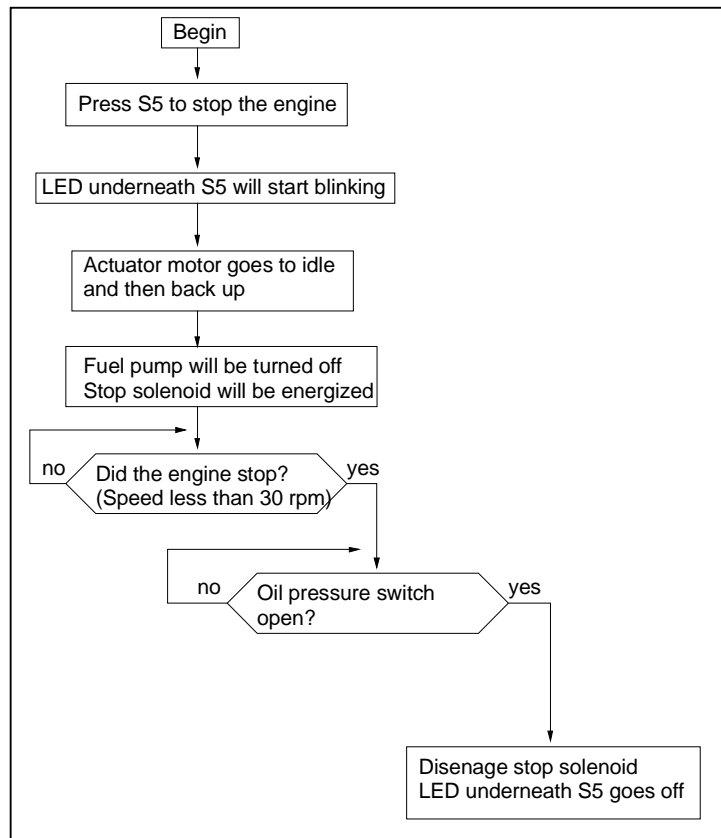 Begin
Press S5 to stop the engine
LED underneath S5 will start blinking
Actuator motor goes to idle
and then back up
Fuel pump will be turned off
Stop solenoid will be energized
no
Did the engine stop?
(Speed less than 30 rpm)
yes
no
Oil pressure switch
open?
yes
Disenage stop solenoid
LED underneath S5 goes off